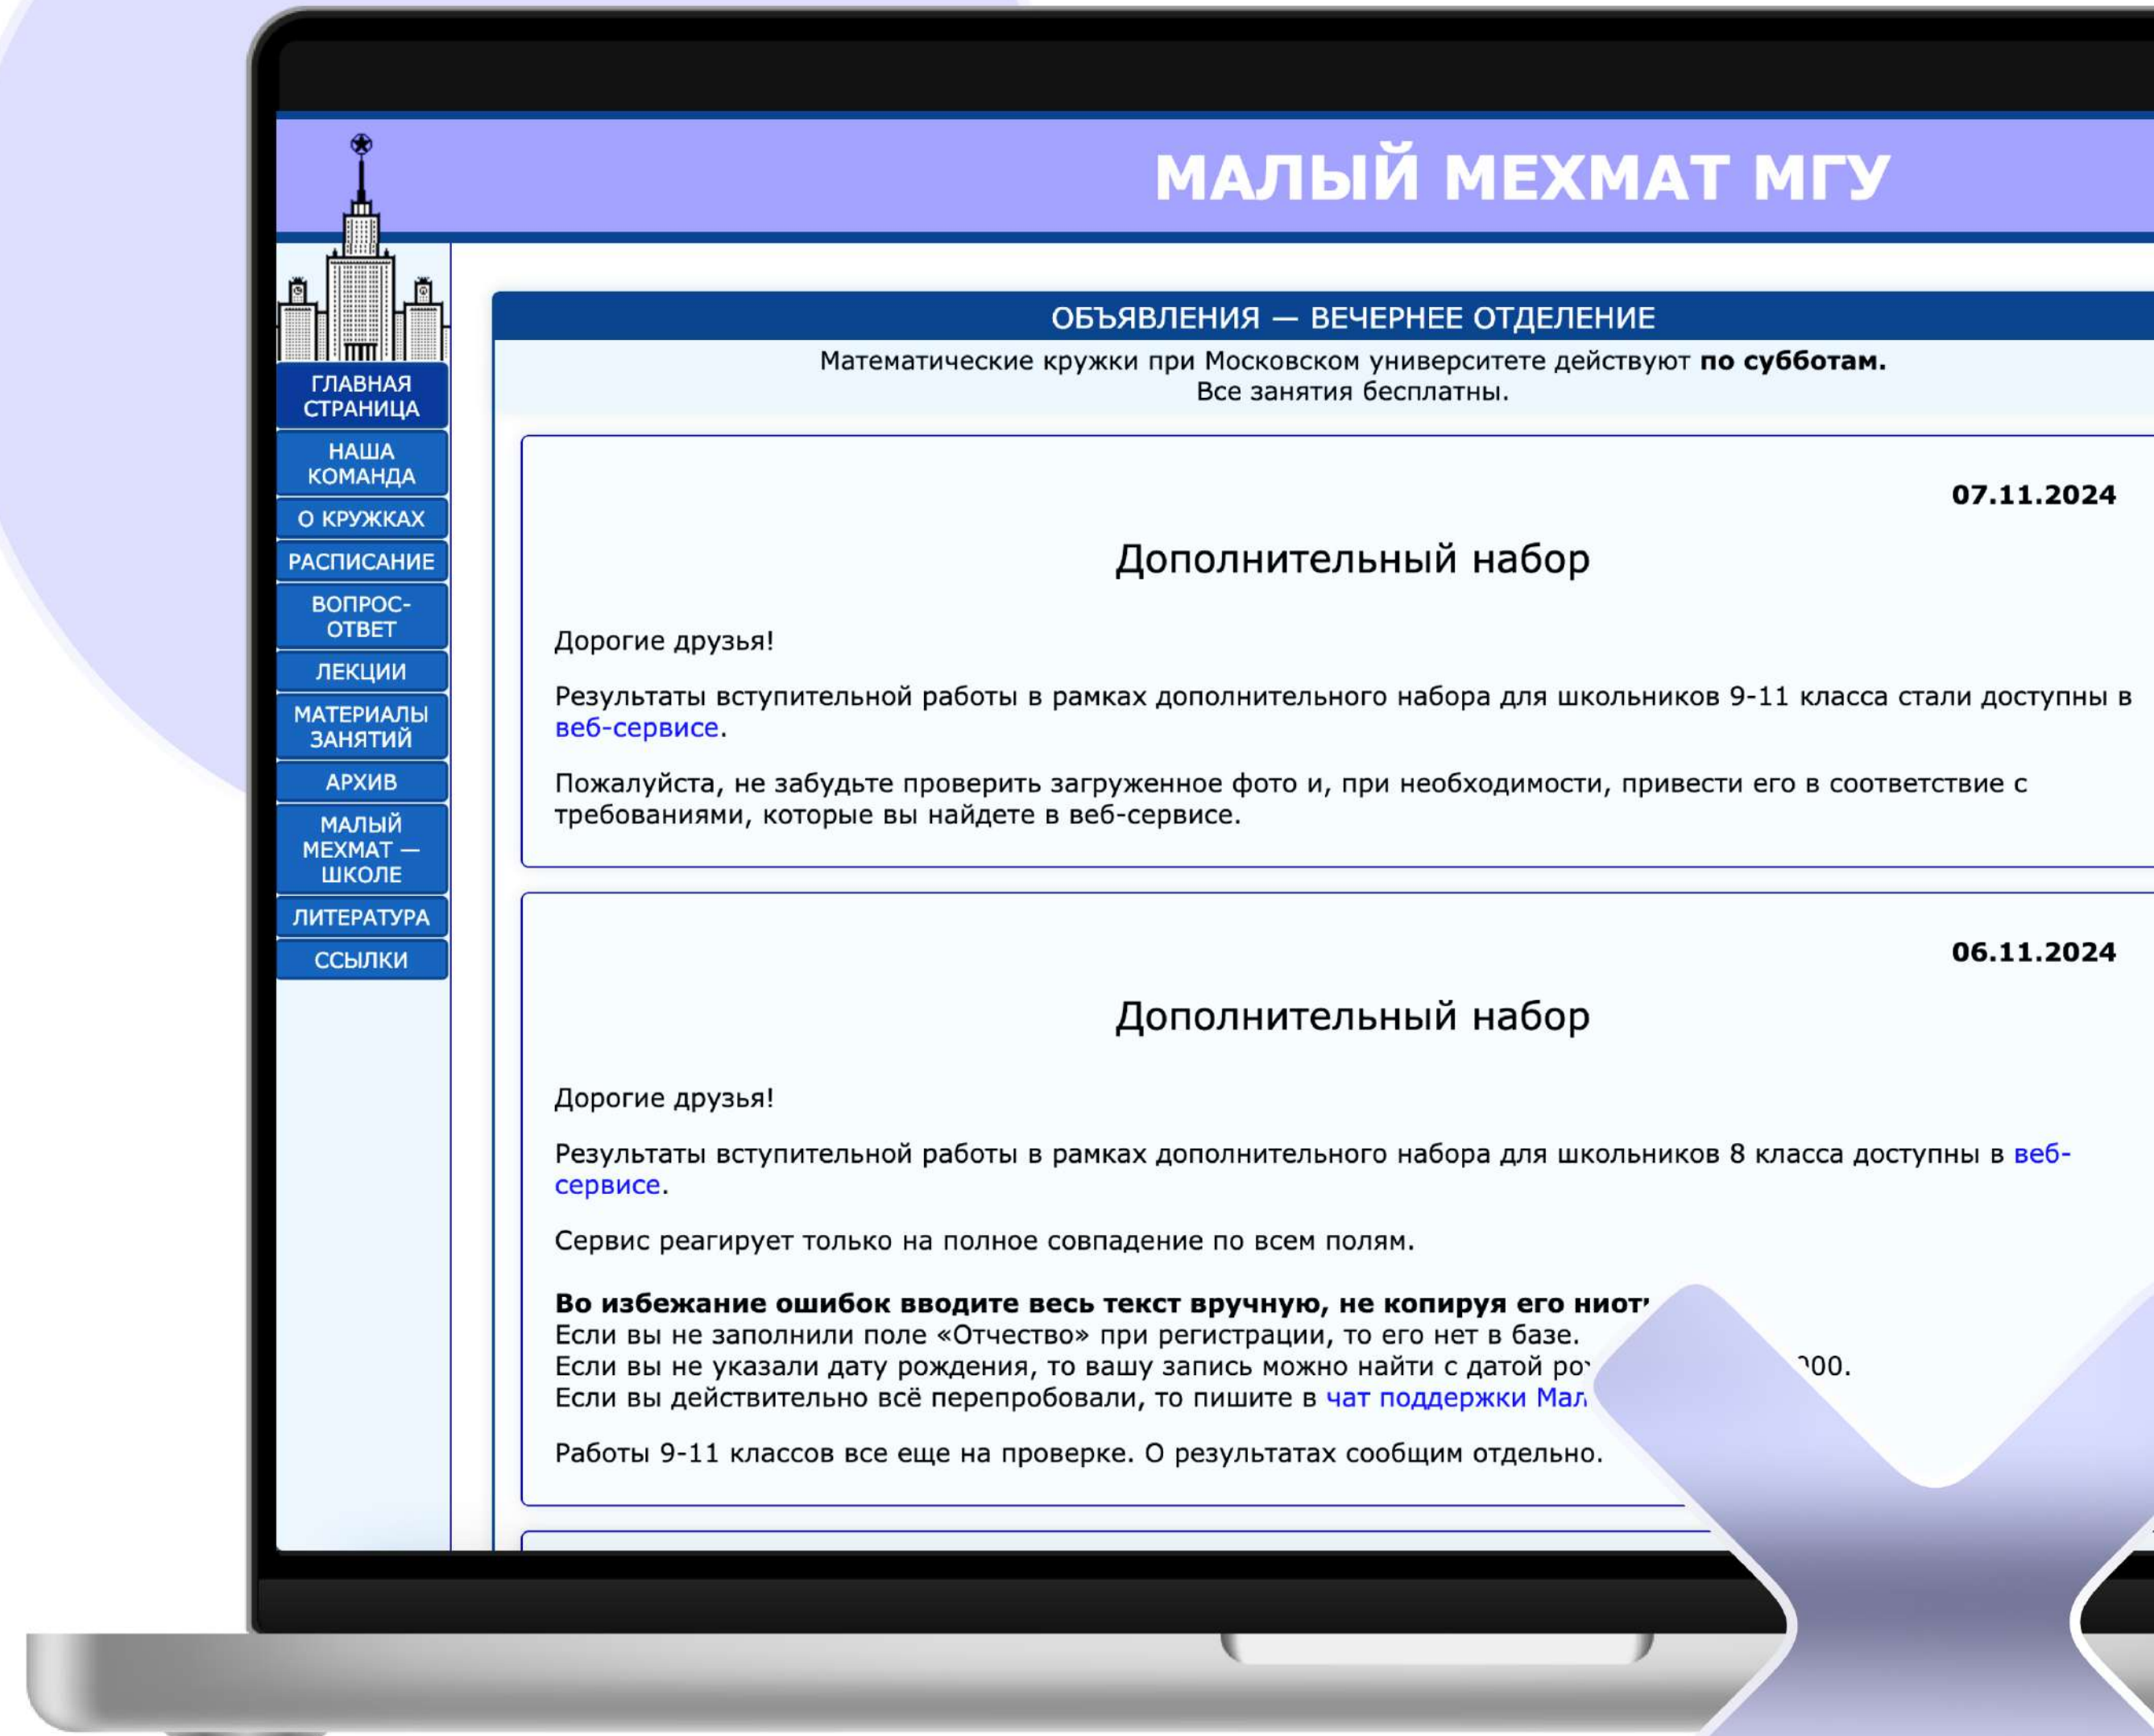 МАЛЫЙ МЕХМАТ МГУ
ГЛАВНАЯ
СТРАНИЦА
НАША
КОМАНДА
О КРУЖКАХ
РАСПИСАНИЕ
ВОПРОС-
ОТВЕТ
ЛЕКЦИИ
МАТЕРИАЛЫ
ЗАНЯТИЙ
АРХИВ
МАЛЫЙ
МЕХМАТ —
ШКОЛЕ
ЛИТЕРАТУРА
ССЫЛКИ
ОБЪЯВЛЕНИЯ — ВЕЧЕРНЕЕ ОТДЕЛЕНИЕ
Математические кружки при Московском университете действуют по субботам.
Все занятия бесплатны.
07.11.2024
Дополнительный набор
Дорогие друзья!
Результаты вступительной работы в рамках дополнительного набора для школьников 9-11 класса стали доступны в
веб-сервисе.
Пожалуйста, не забудьте проверить загруженное фото и, при необходимости, привести его в соответствие с
требованиями, которые вы найдете в веб-сервисе.
06.11.2024
Дополнительный набор
Дорогие друзья!
Результаты вступительной работы в рамках дополнительного набора для школьников 8 класса доступны в веб-
сервисе.
Сервис реагирует только на полное совпадение по всем полям.
Во избежание ошибок вводите весь текст вручную, не копируя его
Если вы не заполнили поле «Отчество» при регистрации, то его нет в базе.
Если вы не указали дату рождения, то вашу запись можно найти с датой
Если вы действительно всё перепробовали, то пишите в чат поддержки
Работы 9-11 классов все еще на проверке. О результатах сообщим отдельно.